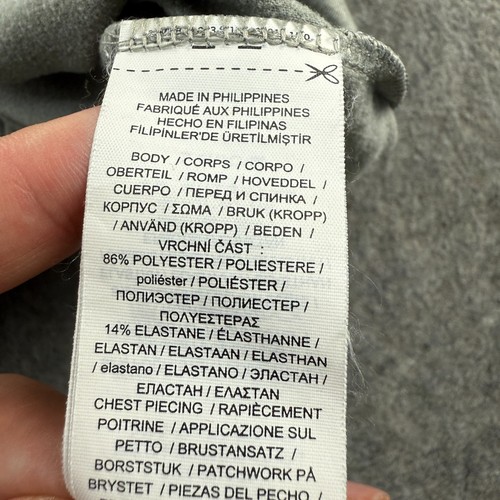 MADE IN PHILIPPINES
FABRIQUÉ AUX PHILIPPINES
HECHO EN FILIPINAS
FİLİPİNLER'DE ÜRETİLMİŞTİR
BODY / CORPS / CORPO /
OBERTEIL / ROMP / HOVEDDEL /
CUERPO / ПЕРЕД И СПИНКА /
КОРПУС / ΣΩΜΑ / BRUK (KROPP)
/ ANVÄND (KROPP) / BEDEN /
VRCHNÍ ČÁST :
86% POLYESTER / POLIESTERE /
poliéster / POLIÉSTER /
ПОЛИЭСТЕР / ПОЛИЕСТЕР /
ΠΟΛΥΕΣΤΕΡΑΣ
14% ELASTANE / ÉLASTHANNE /
ELASTAN / ELASTAAN / ELASTHAN
/ elastano / ELASTANO / ЭЛАСТАН /
ЕЛАСТАН / ΕΛΑΣΤΑΝ
CHEST PIECING / RAPIÈCEMENT
POITRINE / APPLICAZIONE SUL
PETTO / BRUSTANSATZ /
BORSTSTUK / PATCHWORK PÅ
BRYSTET / PIEZAS DEL PECHO /